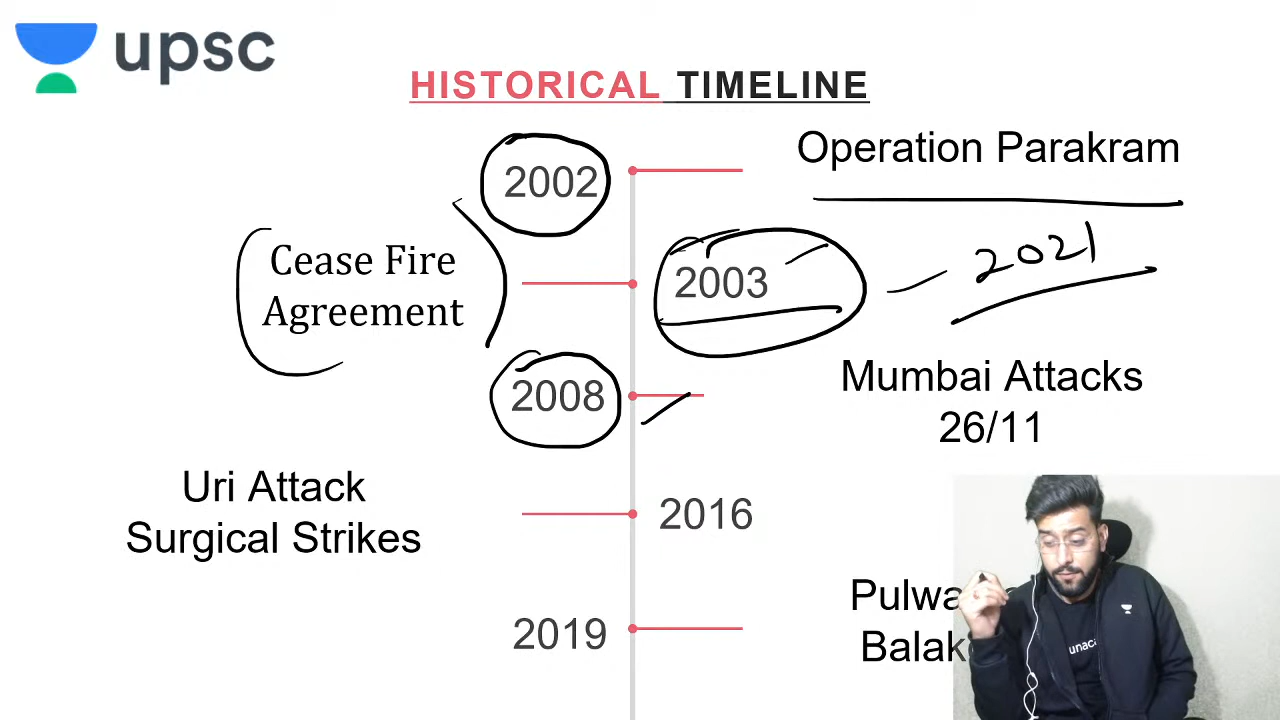 upsc
HISTORICAL TIMELINE
2002
Operation Parakram
Cease Fire
Agreement
2003
2021
2008
Mumbai Attacks
26/11
Uri Attack
Surgical Strikes
2016
2019